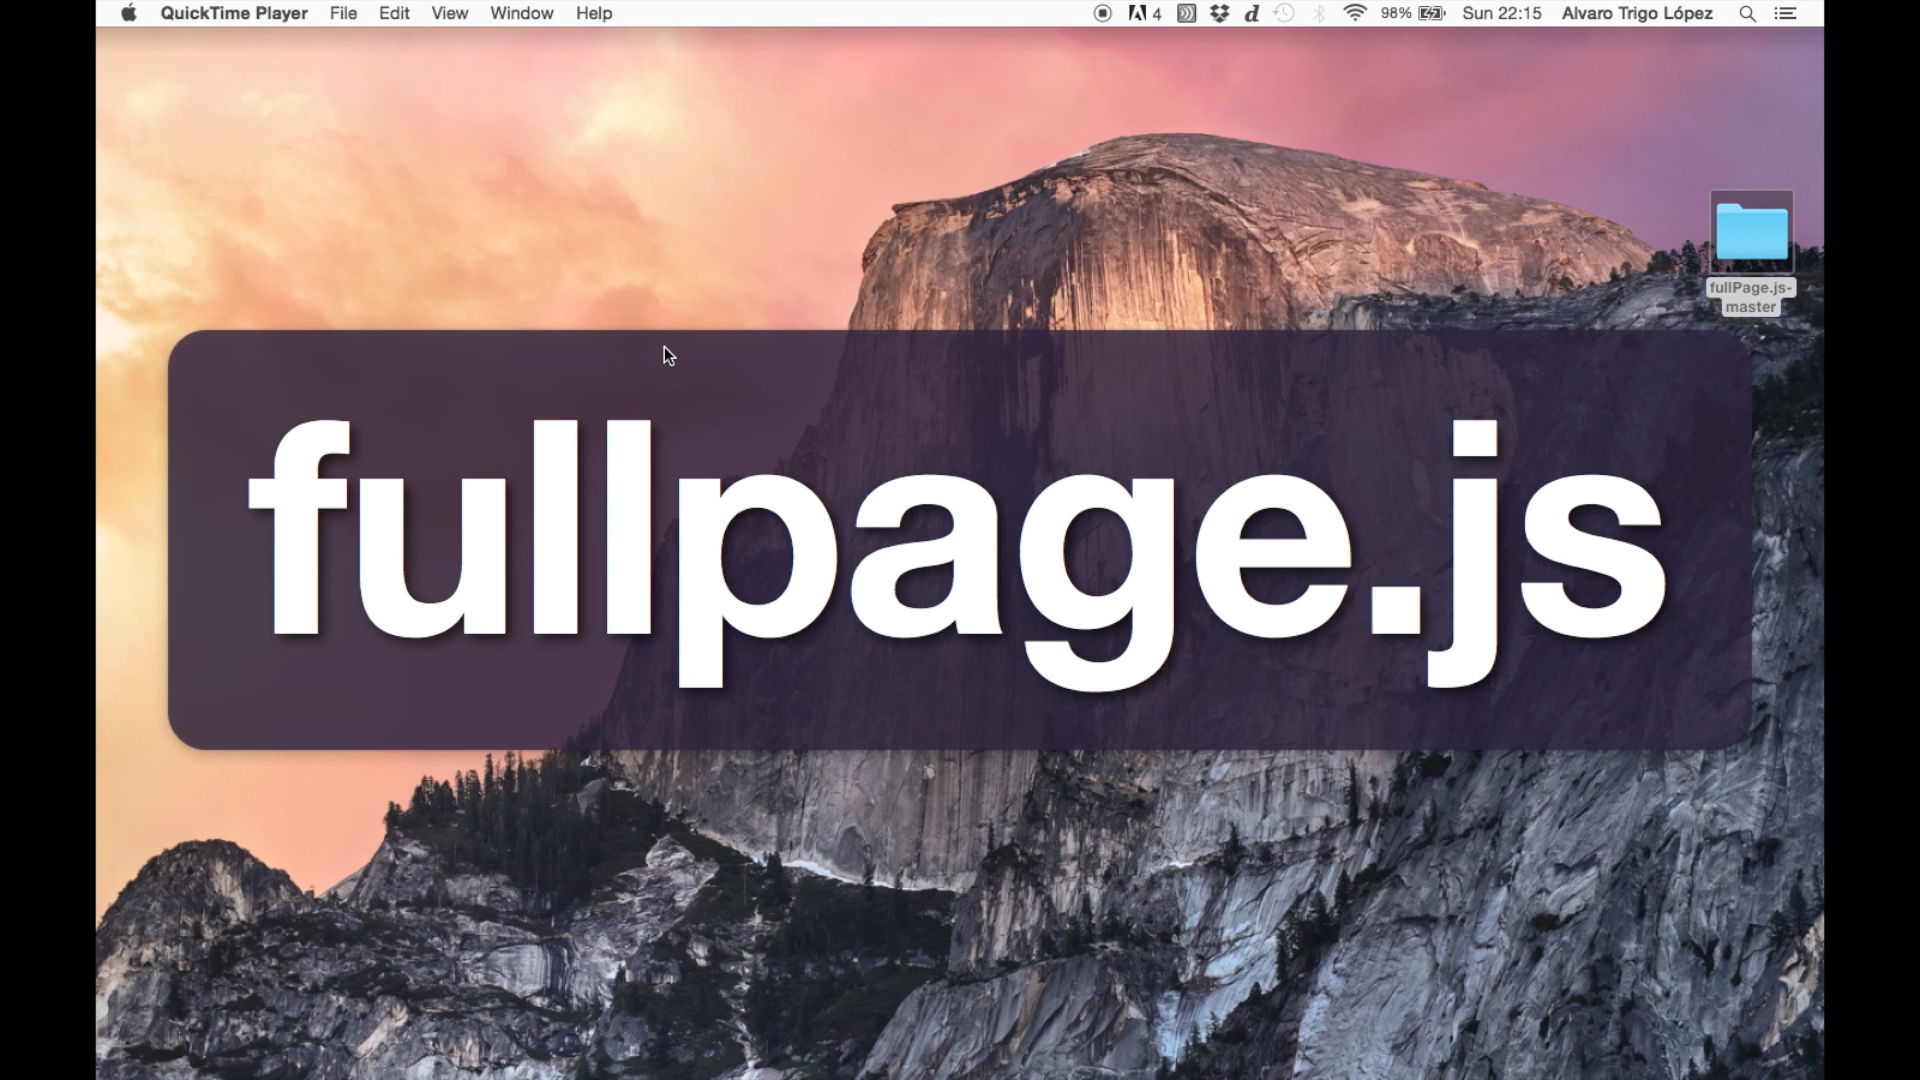 QuickTime Player File Edit View Window Help 4 d 98% Sun 22:15 Alvaro Trigo López
fullPage.js-
master
fullpage.js